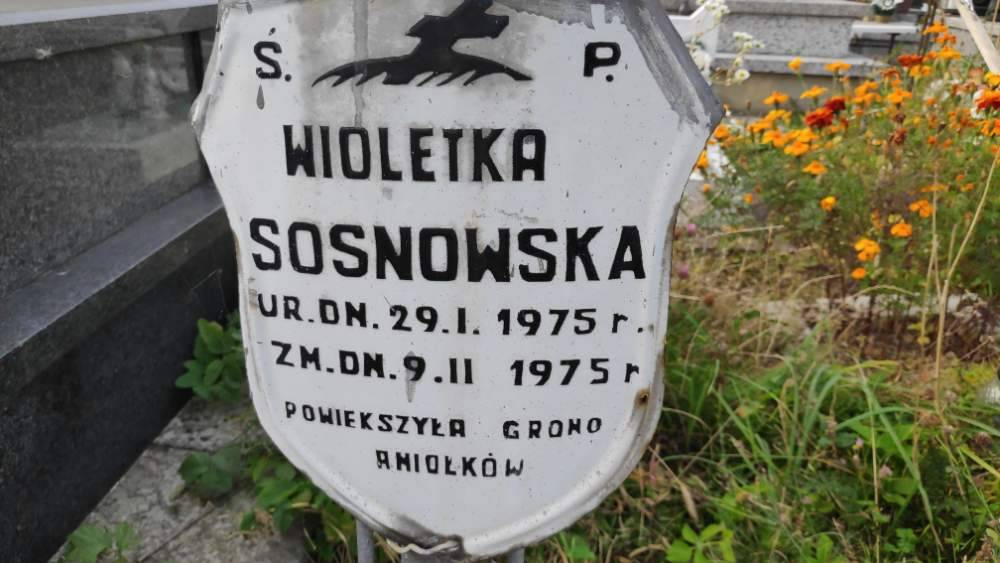 Ś. P.
WIOLETKA
SOSNOWSKA
UR. DN. 29. I. 1975 r.
ZM. DN. 9. II 1975 r
POWIEKSZYŁA GRONO
ANIOŁKÓW